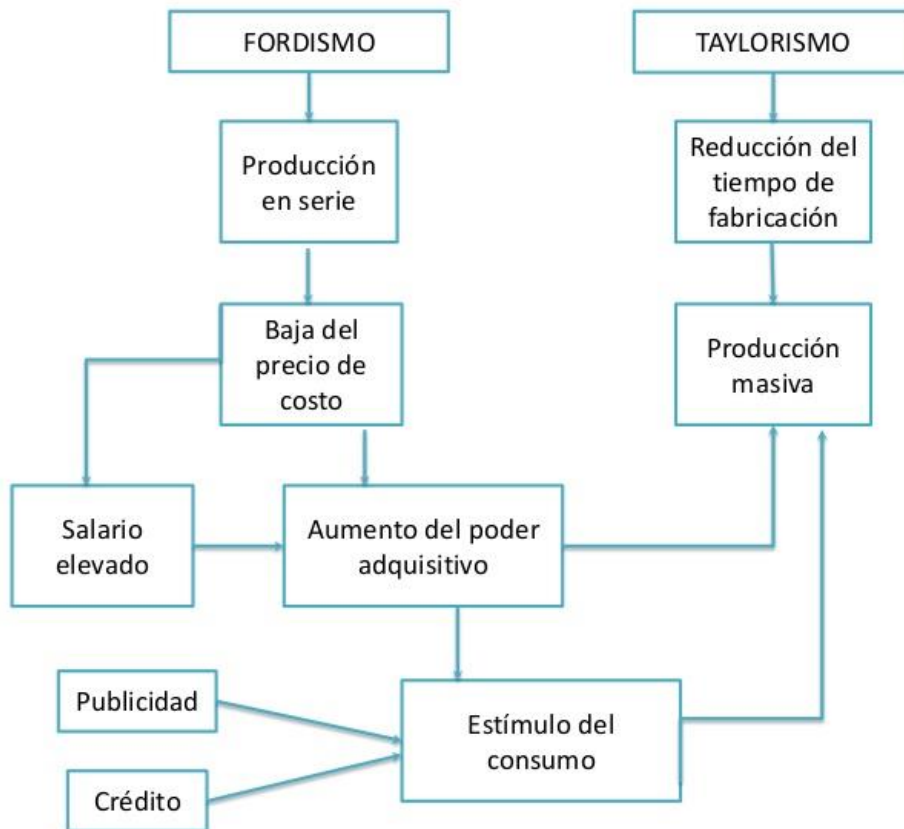 FORDISMO
TAYLORISMO
Producción
en serie
Reducción del
tiempo de
fabricación
Baja del
precio de
costo
Producción
masiva
Salario
elevado
Aumento del poder
adquisitivo
Publicidad
Estímulo del
consumo
Crédito